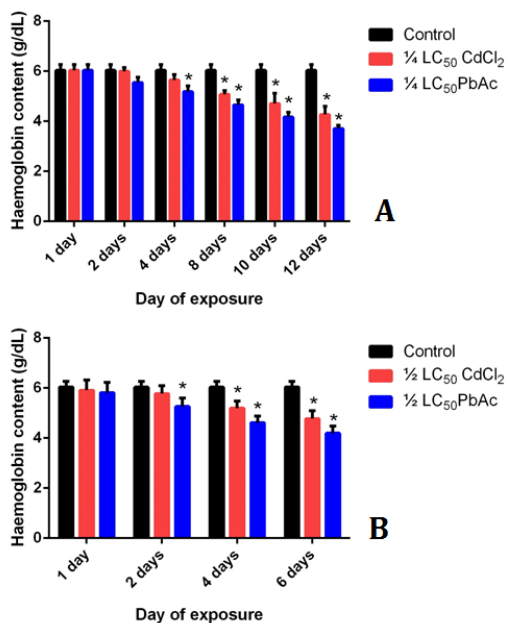 Haemoglobin content (g/dL)
8
6
4
2
0
* * * * * * *
1 day
2 days
4 days
8 days
10 days
12 days
Day of exposure
Control
¼ LC₅₀ CdCl₂
¼ LC₅₀PbAc
A
Haemoglobin content (g/dL)
8
6
4
2
0
* * * * *
1 day
2 days
4 days
6 days
Day of exposure
Control
½ LC₅₀ CdCl₂
½ LC₅₀PbAc
B